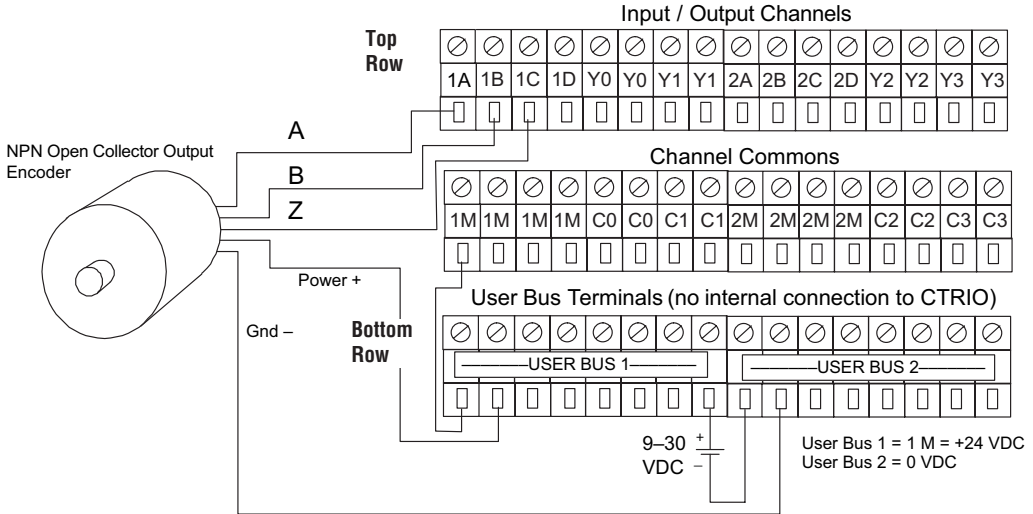 Input / Output Channels
Top
Row
1A 1B 1C 1D Y0 Y0 Y1 Y1 2A 2B 2C 2D Y2 Y2 Y3 Y3
A
NPN Open Collector Output
Encoder
Channel Commons
B
Z
1M 1M 1M 1M C0 C0 C1 C1 2M 2M 2M 2M C2 C2 C3 C3
Power +
User Bus Terminals (no internal connection to CTRIO)
Gnd –
Bottom
Row
USER BUS 1
USER BUS 2
9–30 +
VDC –
User Bus 1 = 1 M = +24 VDC
User Bus 2 = 0 VDC